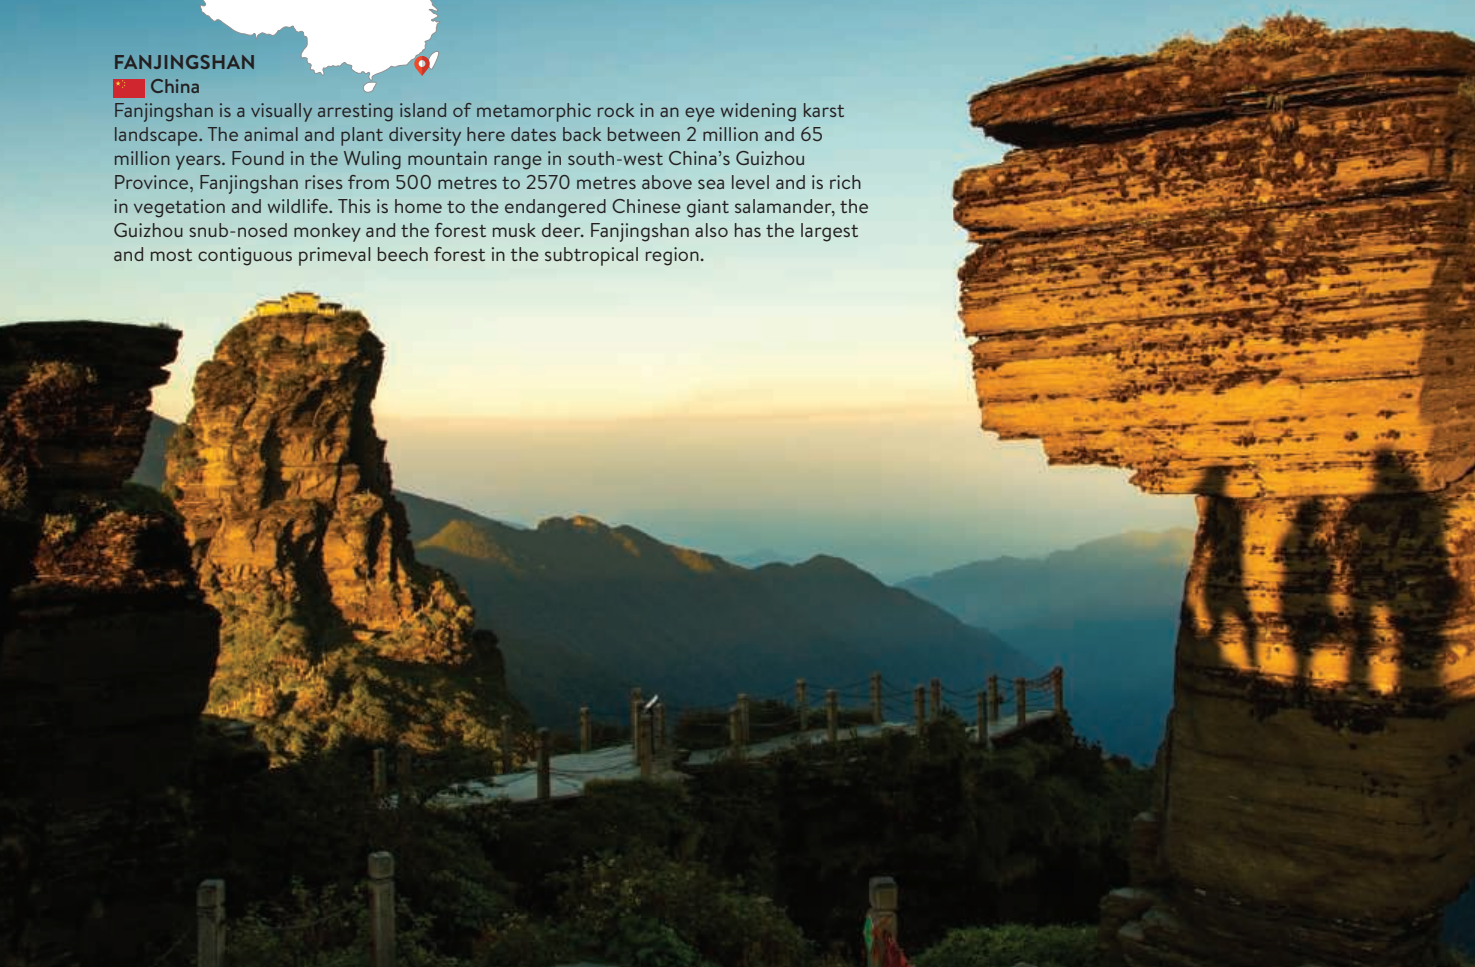 FANJINGSHAN
China
Fanjingshan is a visually arresting island of metamorphic rock in an eye widening karst
landscape. The animal and plant diversity here dates back between 2 million and 65
million years. Found in the Wuling mountain range in south-west China’s Guizhou
Province, Fanjingshan rises from 500 metres to 2570 metres above sea level and is rich
in vegetation and wildlife. This is home to the endangered Chinese giant salamander, the
Guizhou snub-nosed monkey and the forest musk deer. Fanjingshan also has the largest
and most contiguous primeval beech forest in the subtropical region.